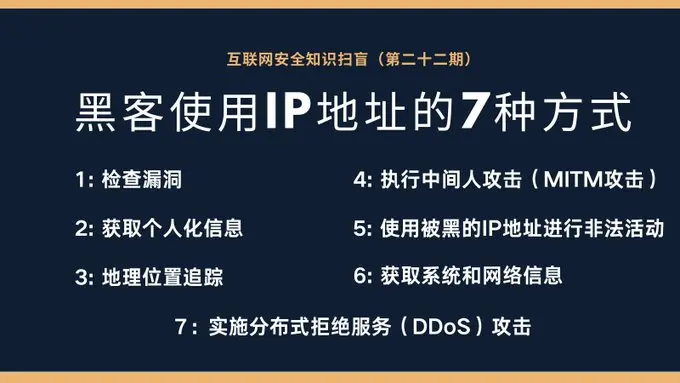 互联网安全知识扫盲（第二十二期）
黑客使用IP地址的7种方式
1: 检查漏洞
2: 获取个人化信息
3: 地理位置追踪
4: 执行中间人攻击（MITM攻击）
5: 使用被黑的IP地址进行非法活动
6: 获取系统和网络信息
7: 实施分布式拒绝服务（DDoS）攻击